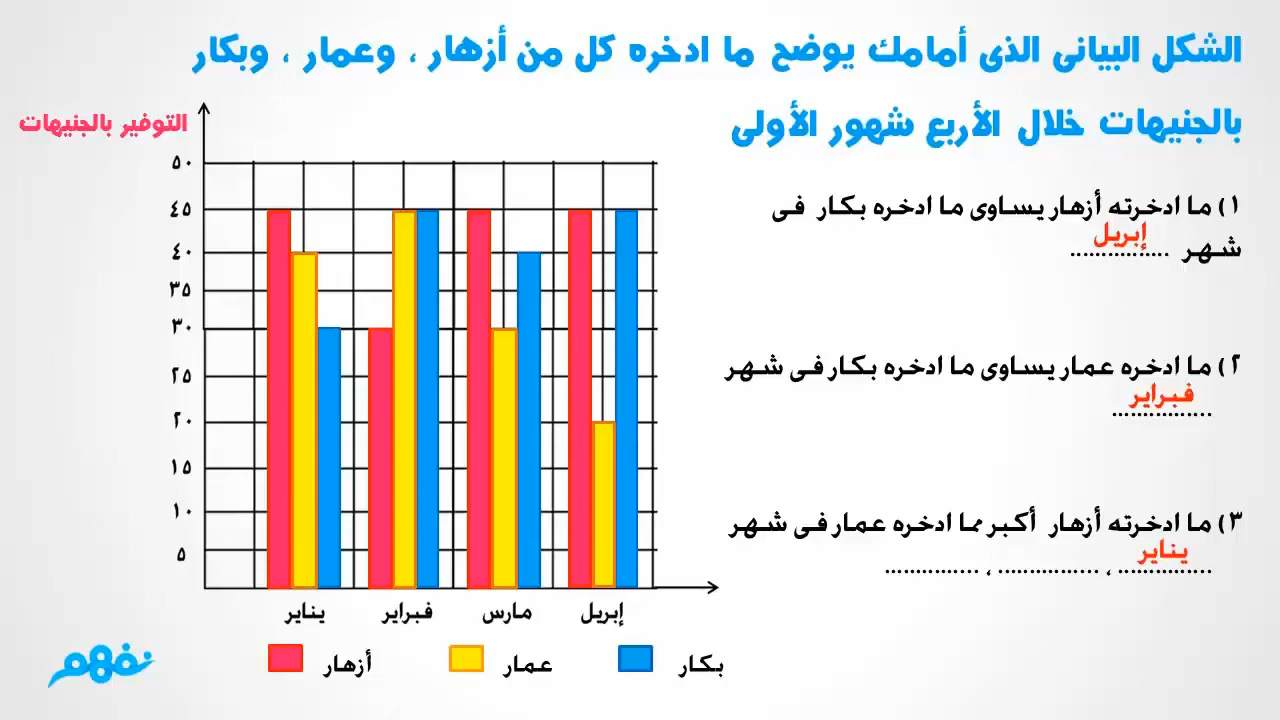 الشكل البيانى الذى أمامك يوضح ما ادخره كل من أزهار ، وعمار ، وبكار
بالجنيهات خلال الأربع شهور الأولى
١) ما ادخرته أزهار يساوى ما ادخره بكار فى
شهر ................
إبريل
٢) ما ادخره عمار يساوى ما ادخره بكار فى شهر
فبراير
................
٣) ما ادخرته أزهار أكبر مما ادخره عمار فى شهر
يناير
............... ، ................ ، ...............
التوفير بالجنيهات
٥٠
٤٥
٤٠
٣٥
٣٠
٢٥
٢٠
١٥
١٠
٥
يناير فبراير مارس إبريل
أزهار عمار بكار
نفهم